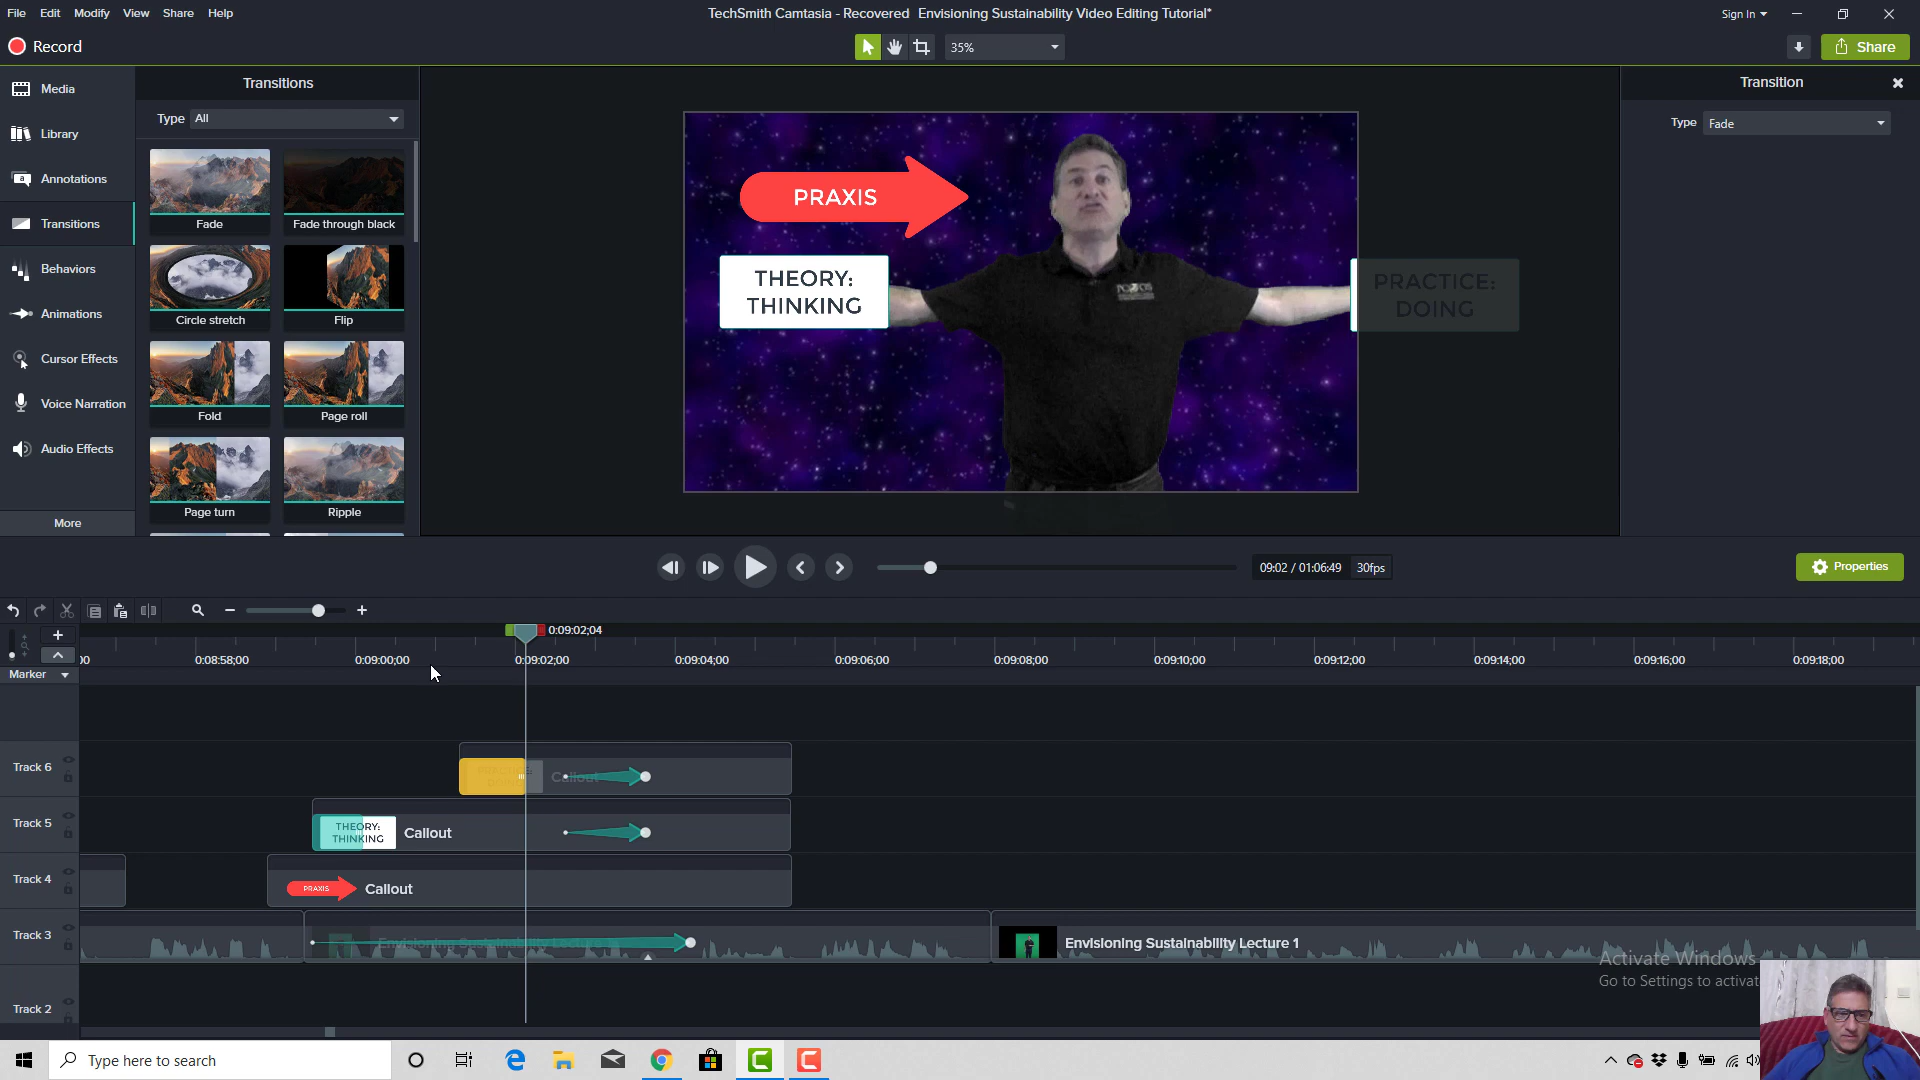 File Edit Modify View Share Help
TechSmith Camtasia - Recovered Envisioning Sustainability Video Editing Tutorial*
Sign In
Record
35%
Share
Media
Library
Annotations
Transitions
Behaviors
Animations
Cursor Effects
Voice Narration
Audio Effects
More
Transitions
Type All
Fade
Fade through black
Circle stretch
Flip
Fold
Page roll
Page turn
Ripple
PRAXIS
THEORY:
THINKING
PRACTICE:
DOING
Transition
Type Fade
09:02 / 01:06:49 30fps
Properties
0:09:02;04
00 0:08:58;00 0:09:00;00 0:09:02;00 0:09:04;00 0:09:06;00 0:09:08;00 0:09:10;00 0:09:12;00 0:09:14;00 0:09:16;00 0:09:18;00
Marker
Track 6
Callout
Track 5
THEORY:
THINKING
Callout
Track 4
PRAXIS
Callout
Track 3
Envisioning Sustainability Lecture 1
Envisioning Sustainability Lecture 1
Track 2
Activate Windows
Go to Settings to activat
Type here to search